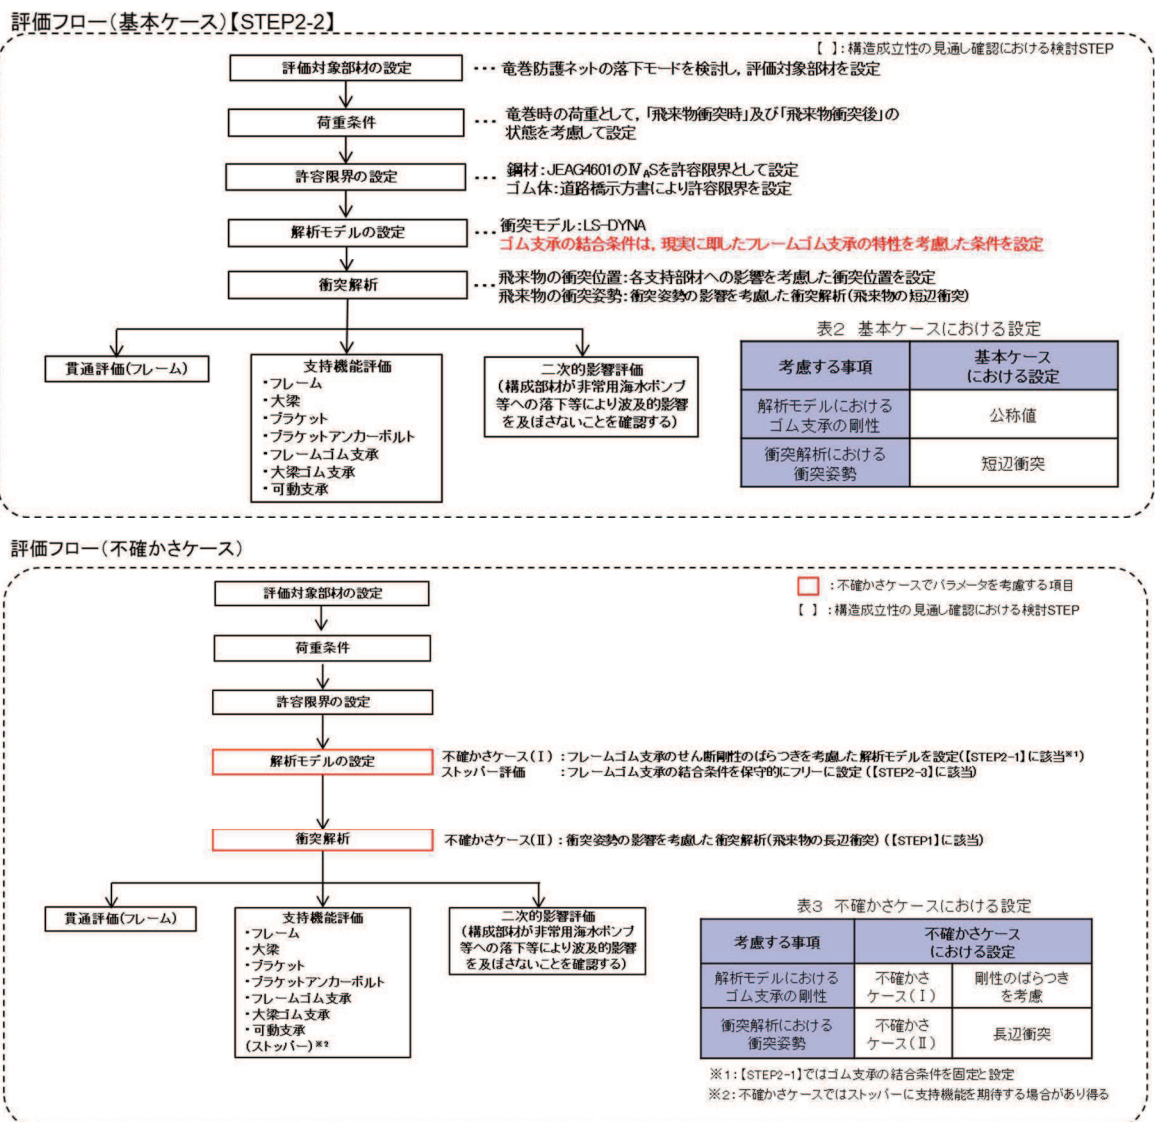 評価フロー(基本ケース)【STEP2-2】
【 】:構造成立性の見通し確認における検討STEP
評価対象部材の設定
… 竜巻防護ネットの落下モードを検討し,評価対象部材を設定
荷重条件
… 竜巻時の荷重として,「飛来物衝突時」及び「飛来物衝突後」の
状態を考慮して設定
許容限界の設定
… 鋼材:JEAG4601のⅣASを許容限界として設定
ゴム体:道路橋示方書により許容限界を設定
解析モデルの設定
…衝突モデル:LS-DYNA
ゴム支承の結合条件は,現実に即したフレームゴム支承の特性を考慮した条件を設定
衝突解析
…飛来物の衝突位置:各支持部材への影響を考慮した衝突位置を設定
飛来物の衝突姿勢:衝突姿勢の影響を考慮した衝突解析(飛来物の短辺衝突)
貫通評価(フレーム)
支持機能評価
・フレーム
・大梁
・ブラケット
・ブラケットアンカーボルト
・フレームゴム支承
・大梁ゴム支承
・可動支承
二次的影響評価
(構成部材が非常用海水ポンプ
等への落下等により波及的影響
を及ぼさないことを確認する)
表2 基本ケースにおける設定
考慮する事項
基本ケース
における設定
解析モデルにおける
ゴム支承の剛性
公称値
衝突解析における
衝突姿勢
短辺衝突
評価フロー(不確かさケース)
:不確かさケースでパラメータを考慮する項目
【 】:構造成立性の見通し確認における検討STEP
評価対象部材の設定
荷重条件
許容限界の設定
解析モデルの設定
不確かさケース(Ⅰ) :フレームゴム支承のせん断剛性のばらつきを考慮した解析モデルを設定(【STEP2-1】に該当※1)
ストッパー評価 :フレームゴム支承の結合条件を保守的にフリーに設定(【STEP2-3】に該当)
衝突解析
不確かさケース(Ⅱ) :衝突姿勢の影響を考慮した衝突解析(飛来物の長辺衝突) (【STEP1】に該当)
貫通評価(フレーム)
支持機能評価
・フレーム
・大梁
・ブラケット
・ブラケットアンカーボルト
・フレームゴム支承
・大梁ゴム支承
・可動支承
(ストッパー)※2
二次的影響評価
(構成部材が非常用海水ポンプ
等への落下等により波及的影響
を及ぼさないことを確認する)
表3 不確かさケースにおける設定
考慮する事項
不確かさケース
における設定
解析モデルにおける
ゴム支承の剛性
不確かさ
ケース(Ⅰ)
剛性のばらつき
を考慮
衝突解析における
衝突姿勢
不確かさ
ケース(Ⅱ)
長辺衝突
※1:【STEP2-1】ではゴム支承の結合条件を固定と設定
※2:不確かさケースではストッパーに支持機能を期待する場合があり得る